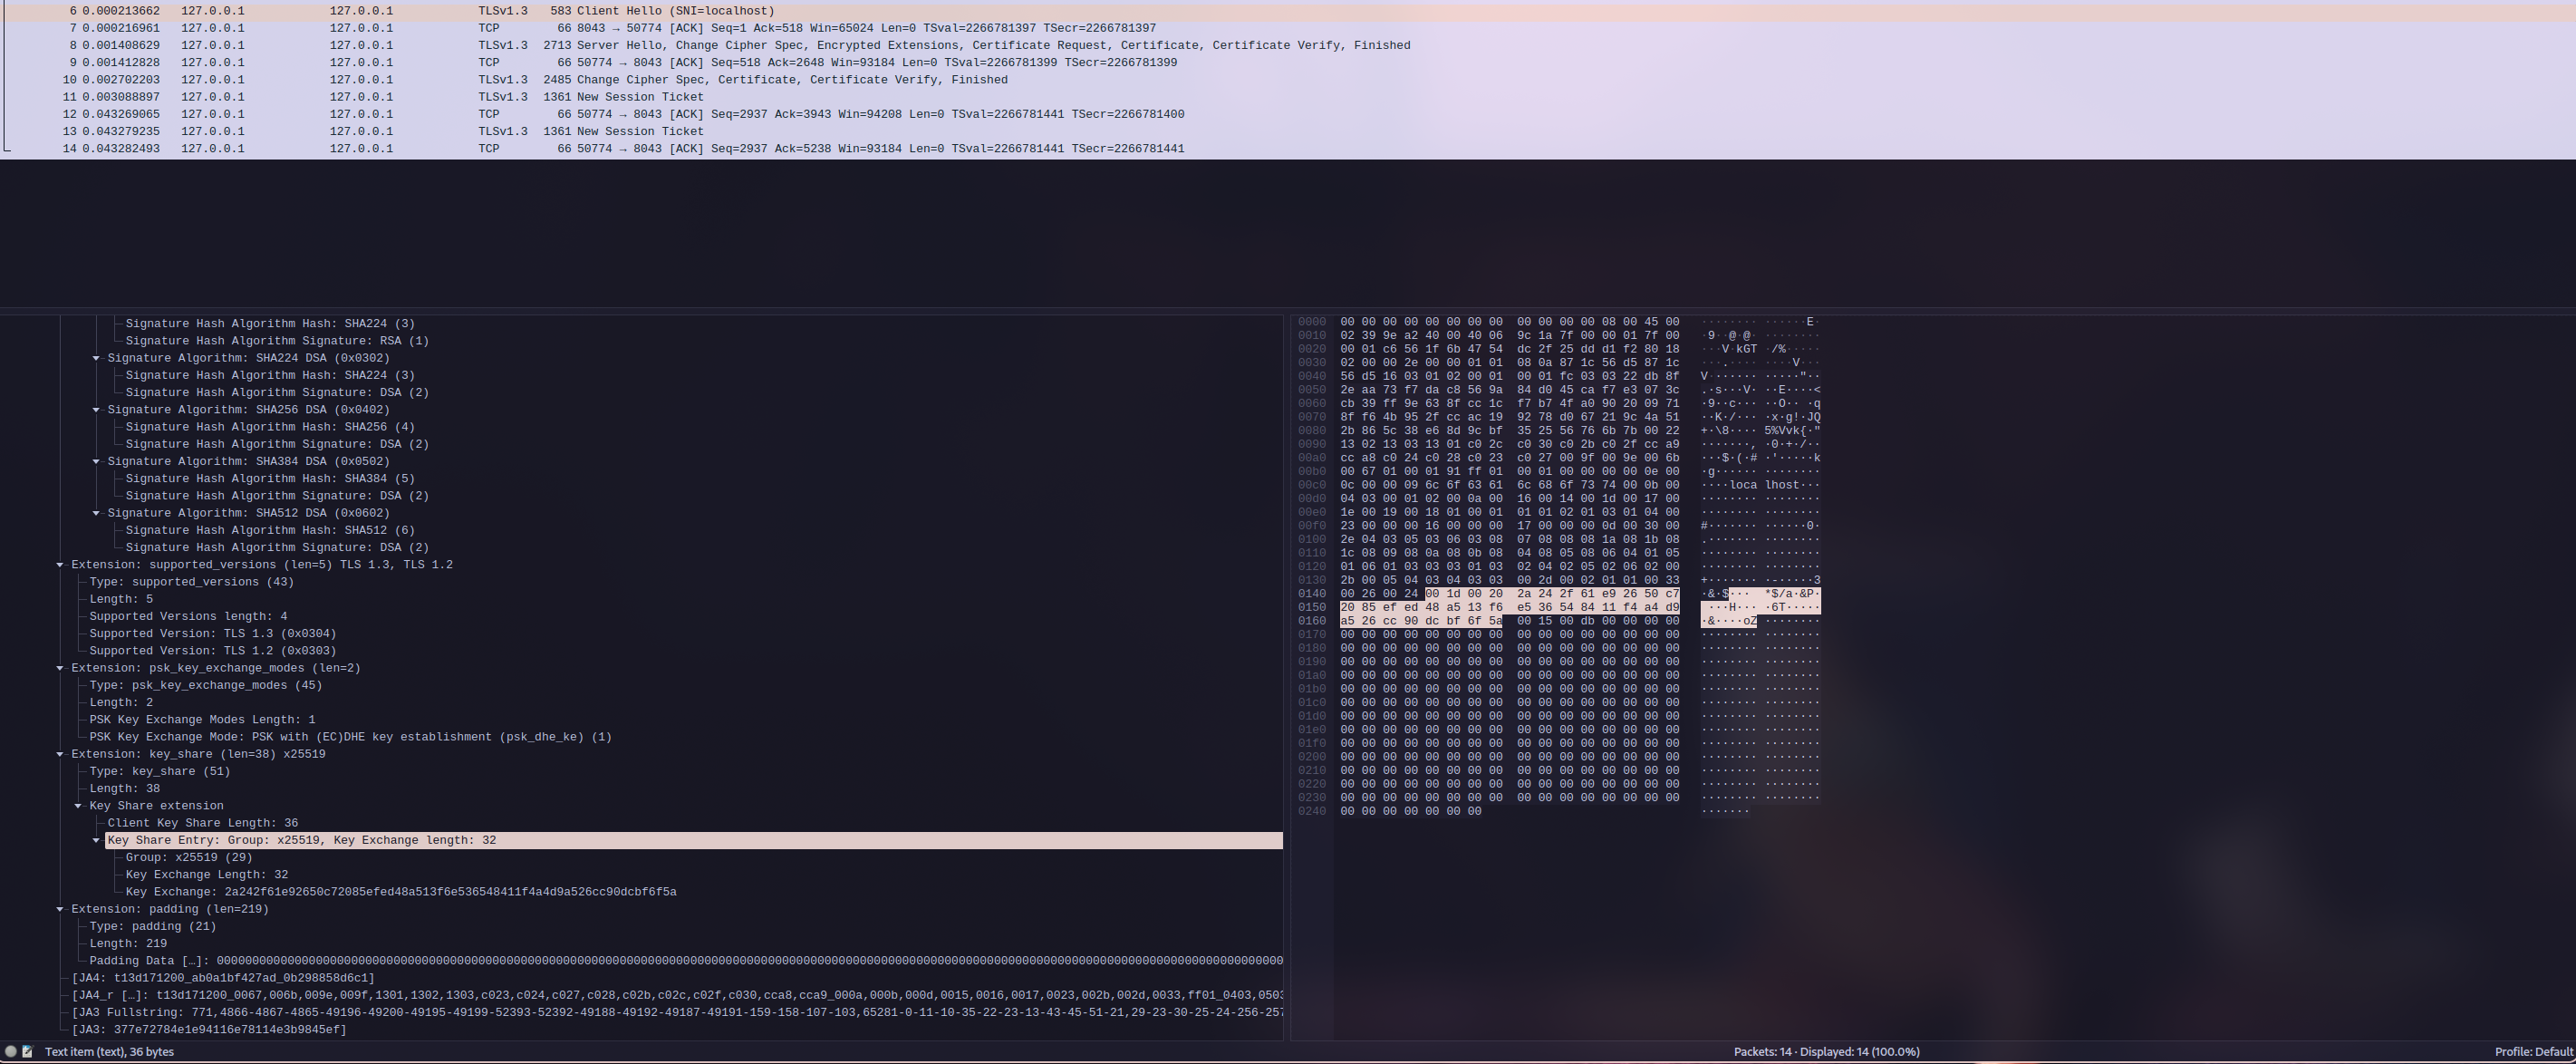 6 0.000213662 127.0.0.1 127.0.0.1 TLSv1.3 583 Client Hello (SNI=localhost)
7 0.000216961 127.0.0.1 127.0.0.1 TCP 66 8043 → 50774 [ACK] Seq=1 Ack=518 Win=65024 Len=0 TSval=2266781397 TSecr=2266781397
8 0.001408629 127.0.0.1 127.0.0.1 TLSv1.3 2713 Server Hello, Change Cipher Spec, Encrypted Extensions, Certificate Request, Certificate, Certificate Verify, Finished
9 0.001412828 127.0.0.1 127.0.0.1 TCP 66 50774 → 8043 [ACK] Seq=518 Ack=2648 Win=93184 Len=0 TSval=2266781399 TSecr=2266781399
10 0.002702203 127.0.0.1 127.0.0.1 TLSv1.3 2485 Change Cipher Spec, Certificate, Certificate Verify, Finished
11 0.003088897 127.0.0.1 127.0.0.1 TLSv1.3 1361 New Session Ticket
12 0.043269065 127.0.0.1 127.0.0.1 TCP 66 50774 → 8043 [ACK] Seq=2937 Ack=3943 Win=94208 Len=0 TSval=2266781441 TSecr=2266781400
13 0.043279235 127.0.0.1 127.0.0.1 TLSv1.3 1361 New Session Ticket
14 0.043282493 127.0.0.1 127.0.0.1 TCP 66 50774 → 8043 [ACK] Seq=2937 Ack=5238 Win=93184 Len=0 TSval=2266781441 TSecr=2266781441
Signature Hash Algorithm Hash: SHA224 (3)
Signature Hash Algorithm Signature: RSA (1)
Signature Algorithm: SHA224 DSA (0x0302)
Signature Hash Algorithm Hash: SHA224 (3)
Signature Hash Algorithm Signature: DSA (2)
Signature Algorithm: SHA256 DSA (0x0402)
Signature Hash Algorithm Hash: SHA256 (4)
Signature Hash Algorithm Signature: DSA (2)
Signature Algorithm: SHA384 DSA (0x0502)
Signature Hash Algorithm Hash: SHA384 (5)
Signature Hash Algorithm Signature: DSA (2)
Signature Algorithm: SHA512 DSA (0x0602)
Signature Hash Algorithm Hash: SHA512 (6)
Signature Hash Algorithm Signature: DSA (2)
Extension: supported_versions (len=5) TLS 1.3, TLS 1.2
Type: supported_versions (43)
Length: 5
Supported Versions length: 4
Supported Version: TLS 1.3 (0x0304)
Supported Version: TLS 1.2 (0x0303)
Extension: psk_key_exchange_modes (len=2)
Type: psk_key_exchange_modes (45)
Length: 2
PSK Key Exchange Modes Length: 1
PSK Key Exchange Mode: PSK with (EC)DHE key establishment (psk_dhe_ke) (1)
Extension: key_share (len=38) x25519
Type: key_share (51)
Length: 38
Key Share extension
Client Key Share Length: 36
Key Share Entry: Group: x25519, Key Exchange length: 32
Group: x25519 (29)
Key Exchange Length: 32
Key Exchange: 2a242f61e92650c72085efed48a513f6e536548411f4a4d9a526cc90dcbf6f5a
Extension: padding (len=219)
Type: padding (21)
Length: 219
[JA4: t13d171200_ab0a1bf427ad_0b298858d6c1]
[JA4_r […]: t13d171200_0067,006b,009e,009f,1301,1302,1303,c023,c024,c027,c028,c02b,c02c,c02f,c030,cca8,cca9_000a,000b,000d,0015,0016,0017,0023,002b,002d,0033,ff01_0403,0503
[JA3 Fullstring: 771,4866-4867-4865-49196-49200-49195-49199-52393-52392-49188-49192-49187-49191-159-158-107-103,65281-0-11-10-35-22-23-13-43-45-51-21,29-23-30-25-24-256-257
[JA3: 377e72784e1e94116e78114e3b9845ef]
0000 00 00 00 00 00 00 00 00 00 00 00 00 08 00 45 00 ········ ······E·
0010 02 39 9e a2 40 00 40 06 9c 1a 7f 00 00 01 7f 00 ·9··@·@· ········
0020 00 01 c6 56 1f 6b 47 54 dc 2f 25 dd d1 f2 80 18 ···V·kGT ·/%·····
0030 02 00 00 2e 00 00 01 01 08 0a 87 1c 56 d5 87 1c ···.···· ····V···
0040 56 d5 16 03 01 02 00 01 00 01 fc 03 03 22 db 8f V······· ·····"··
0050 2e aa 73 f7 da c8 56 9a 84 d0 45 ca f7 e3 07 3c .·s···V· ··E····<
0060 cb 39 ff 9e 63 8f cc 1c f7 b7 4f a0 90 20 09 71 ·9··c··· ··O·· ·q
0070 8f f6 4b 95 2f cc ac 19 92 78 d0 67 21 9c 4a 51 ··K·/··· ·x·g!·JQ
0080 2b 86 5c 38 e6 8d 9c bf 35 25 56 76 6b 7b 00 22 +·\8···· 5%Vvk{·"
0090 13 02 13 03 13 01 c0 2c c0 30 c0 2b c0 2f cc a9 ·······, ·0·+·/··
00a0 cc a8 c0 24 c0 28 c0 23 c0 27 00 9f 00 9e 00 6b ···$·(·# ·'·····k
00b0 00 67 01 00 01 91 ff 01 00 01 00 00 00 00 0e 00 ·g······ ········
00c0 0c 00 00 09 6c 6f 63 61 6c 68 6f 73 74 00 0b 00 ····loca lhost···
00d0 04 03 00 01 02 00 0a 00 16 00 14 00 1d 00 17 00 ········ ········
00e0 1e 00 19 00 18 01 00 01 01 01 02 01 03 01 04 00 ········ ········
00f0 23 00 00 00 16 00 00 00 17 00 00 00 0d 00 30 00 #······· ······0·
0100 2e 04 03 05 03 06 03 08 07 08 08 08 1a 08 1b 08 .······· ········
0110 1c 08 09 08 0a 08 0b 08 04 08 05 08 06 04 01 05 ········ ········
0120 01 06 01 03 03 03 01 03 02 04 02 05 02 06 02 00 ········ ········
0130 2b 00 05 04 03 04 03 03 00 2d 00 02 01 01 00 33 +······· ·-·····3
0140 00 26 00 24 00 1d 00 20 2a 24 2f 61 e9 26 50 c7 ·&·$···  *$/a·&P·
0150 20 85 ef ed 48 a5 13 f6 e5 36 54 84 11 f4 a4 d9  ···H··· ·6T·····
0160 a5 26 cc 90 dc bf 6f 5a 00 15 00 db 00 00 00 00 ·&····oZ ········
0170 00 00 00 00 00 00 00 00 00 00 00 00 00 00 00 00 ········ ········
0180 00 00 00 00 00 00 00 00 00 00 00 00 00 00 00 00 ········ ········
0190 00 00 00 00 00 00 00 00 00 00 00 00 00 00 00 00 ········ ········
01a0 00 00 00 00 00 00 00 00 00 00 00 00 00 00 00 00 ········ ········
01b0 00 00 00 00 00 00 00 00 00 00 00 00 00 00 00 00 ········ ········
01c0 00 00 00 00 00 00 00 00 00 00 00 00 00 00 00 00 ········ ········
01d0 00 00 00 00 00 00 00 00 00 00 00 00 00 00 00 00 ········ ········
01e0 00 00 00 00 00 00 00 00 00 00 00 00 00 00 00 00 ········ ········
01f0 00 00 00 00 00 00 00 00 00 00 00 00 00 00 00 00 ········ ········
0200 00 00 00 00 00 00 00 00 00 00 00 00 00 00 00 00 ········ ········
0210 00 00 00 00 00 00 00 00 00 00 00 00 00 00 00 00 ········ ········
0220 00 00 00 00 00 00 00 00 00 00 00 00 00 00 00 00 ········ ········
0230 00 00 00 00 00 00 00 00 00 00 00 00 00 00 00 00 ········ ········
0240 00 00 00 00 00 00 00 ·······
Text item (text), 36 bytes
Packets: 14 · Displayed: 14 (100.0%)
Profile: Default